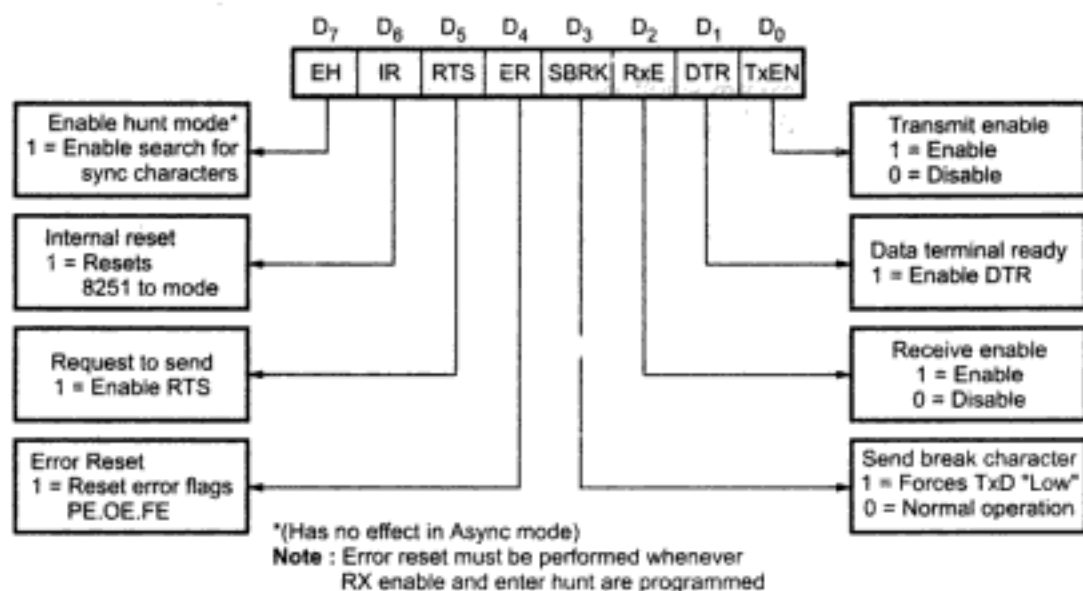 D7 D6 D5 D4 D3 D2 D1 D0
EH IR RTS ER SBRK RxE DTR TxEN
Enable hunt mode*
1 = Enable search for
sync characters
Internal reset
1 = Resets
8251 to mode
Request to send
1 = Enable RTS
Error Reset
1 = Reset error flags
PE.OE.FE
Transmit enable
1 = Enable
0 = Disable
Data terminal ready
1 = Enable DTR
Receive enable
1 = Enable
0 = Disable
Send break character
1 = Forces TxD "Low"
0 = Normal operation
*(Has no effect in Async mode)
Note : Error reset must be performed whenever
RX enable and enter hunt are programmed